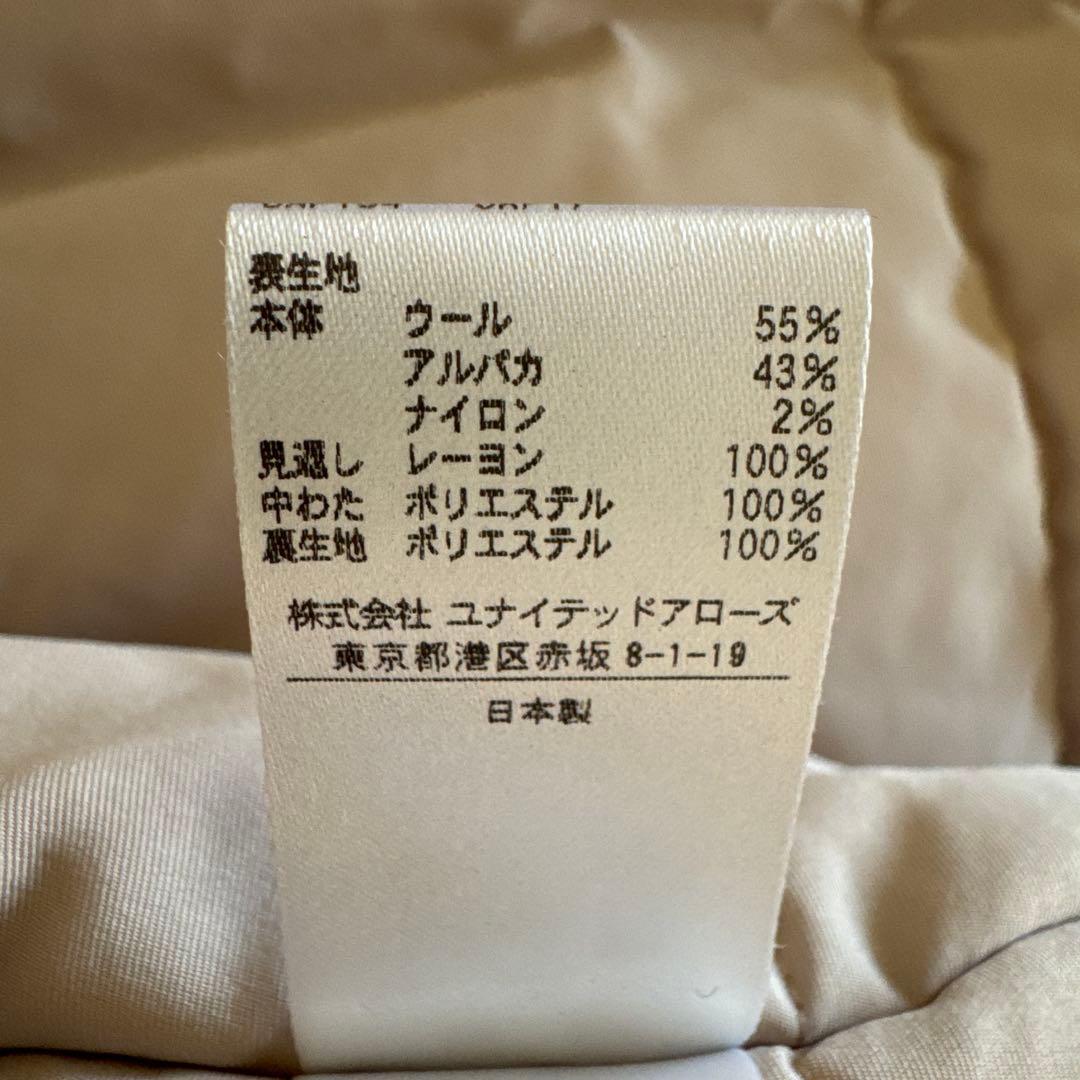 表生地
本体 ウール 55%
アルパカ 43%
ナイロン 2%
見返し レーヨン 100%
中わた ポリエステル 100%
裏生地 ポリエステル 100%
株式会社 ユナイテッドアローズ
東京都港区赤坂 8-1-19
日本製